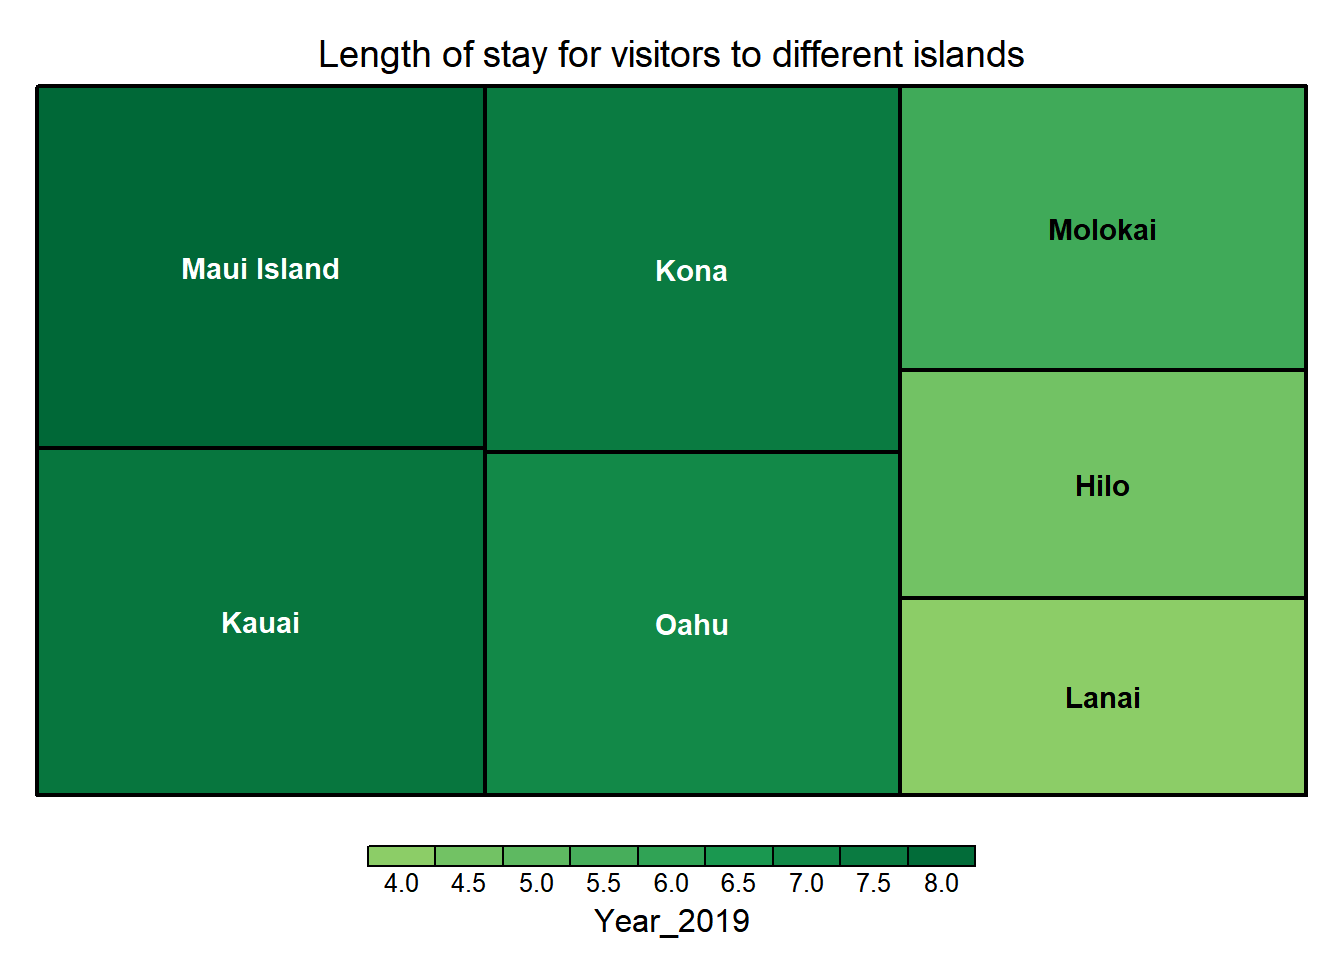 Length of stay for visitors to different islands
Maui Island
Kona
Molokai
Hilo
Kauai
Oahu
Lanai
4.0 4.5 5.0 5.5 6.0 6.5 7.0 7.5 8.0
Year_2019